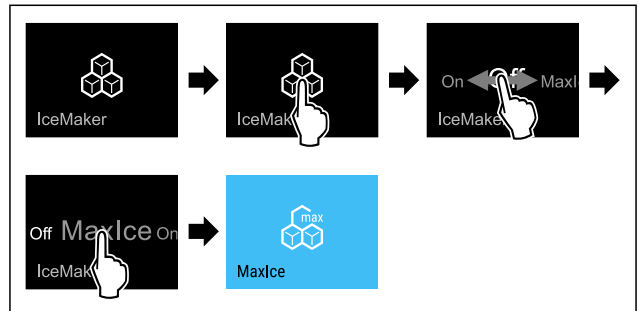 IceMaker
IceMak
On Off MaxI
IceMake
Off MaxIce On
IceMak
max
MaxIce